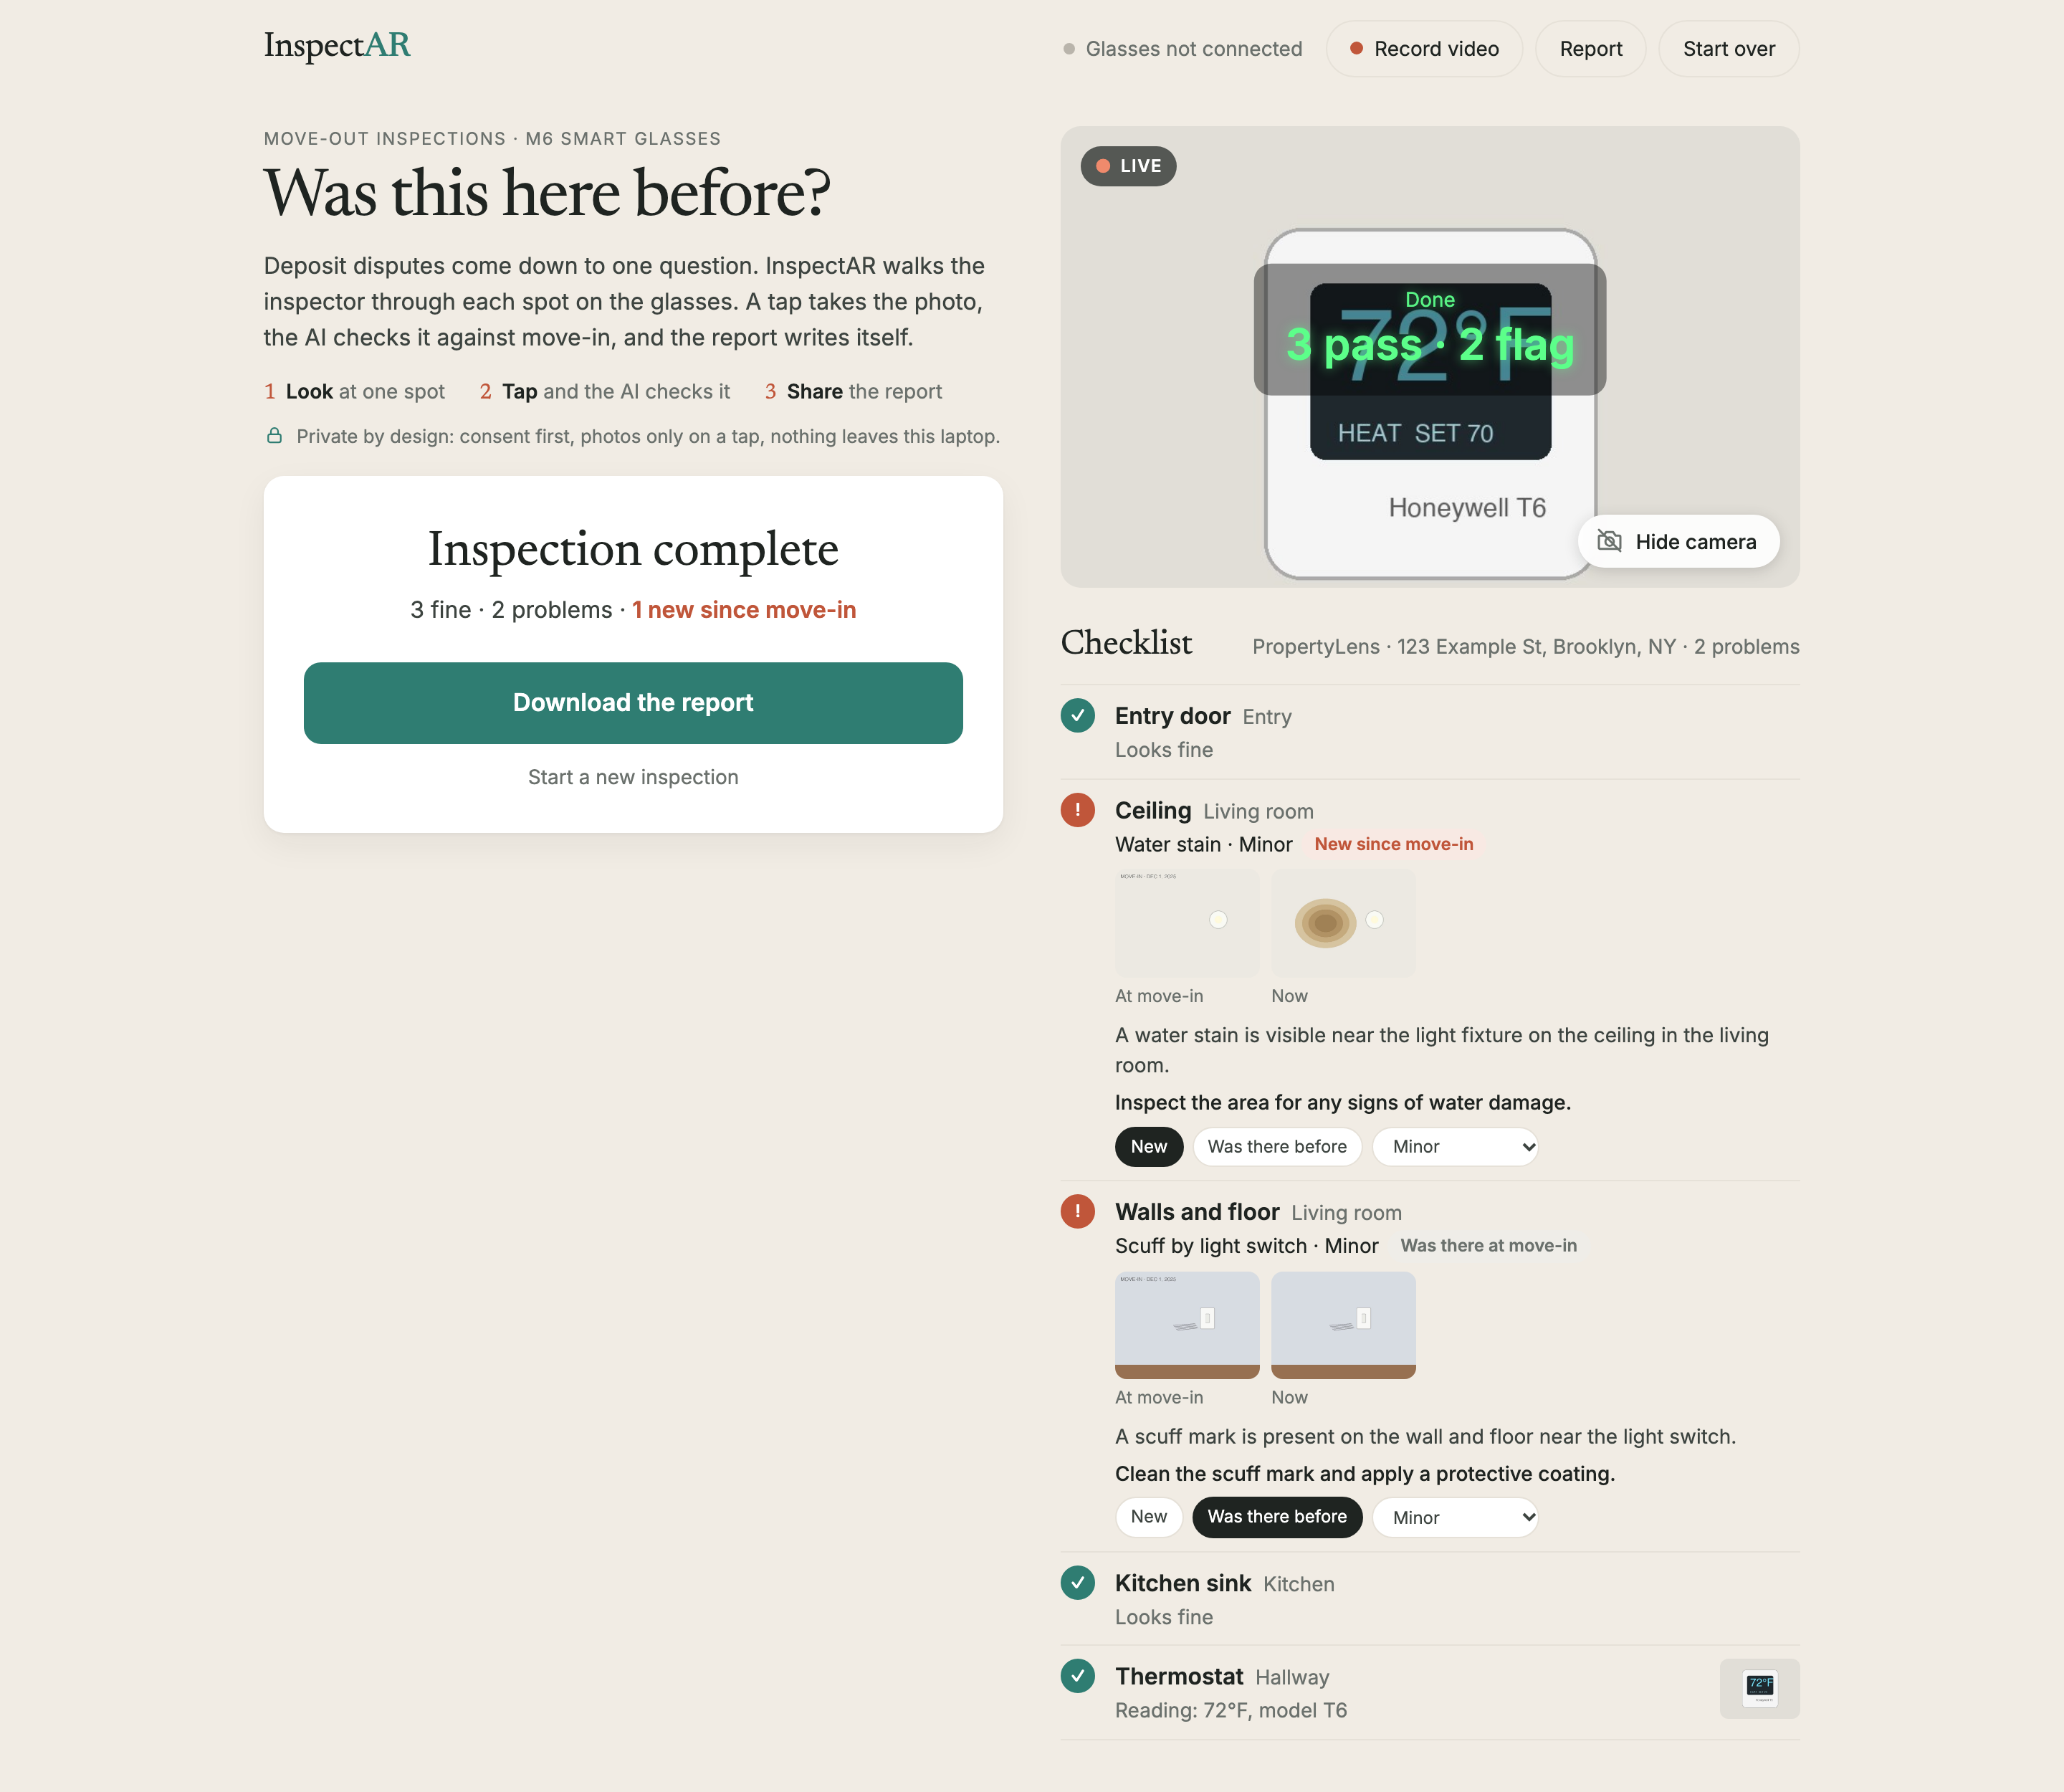 InspectAR
Glasses not connected
Record video
Report
Start over
MOVE-OUT INSPECTIONS · M6 SMART GLASSES
Was this here before?
Deposit disputes come down to one question. InspectAR walks the
inspector through each spot on the glasses. A tap takes the photo,
the AI checks it against move-in, and the report writes itself.
1 Look at one spot
2 Tap and the AI checks it
3 Share the report
Private by design: consent first, photos only on a tap, nothing leaves this laptop.
Inspection complete
3 fine · 2 problems · 1 new since move-in
Download the report
Start a new inspection
LIVE
Done
3 pass · 2 flag
72°F
HEAT SET 70
Honeywell T6
Hide camera
Checklist
PropertyLens · 123 Example St, Brooklyn, NY · 2 problems
Entry door Entry
Looks fine
! Ceiling Living room
Water stain · Minor New since move-in
MOVE-IN · DEC 1, 2025
At move-in
Now
A water stain is visible near the light fixture on the ceiling in the living
room.
Inspect the area for any signs of water damage.
New
Was there before
Minor
! Walls and floor Living room
Scuff by light switch · Minor Was there at move-in
MOVE-IN · DEC 1, 2025
At move-in
Now
A scuff mark is present on the wall and floor near the light switch.
Clean the scuff mark and apply a protective coating.
New
Was there before
Minor
Kitchen sink Kitchen
Looks fine
Thermostat Hallway
Reading: 72°F, model T6
72°F